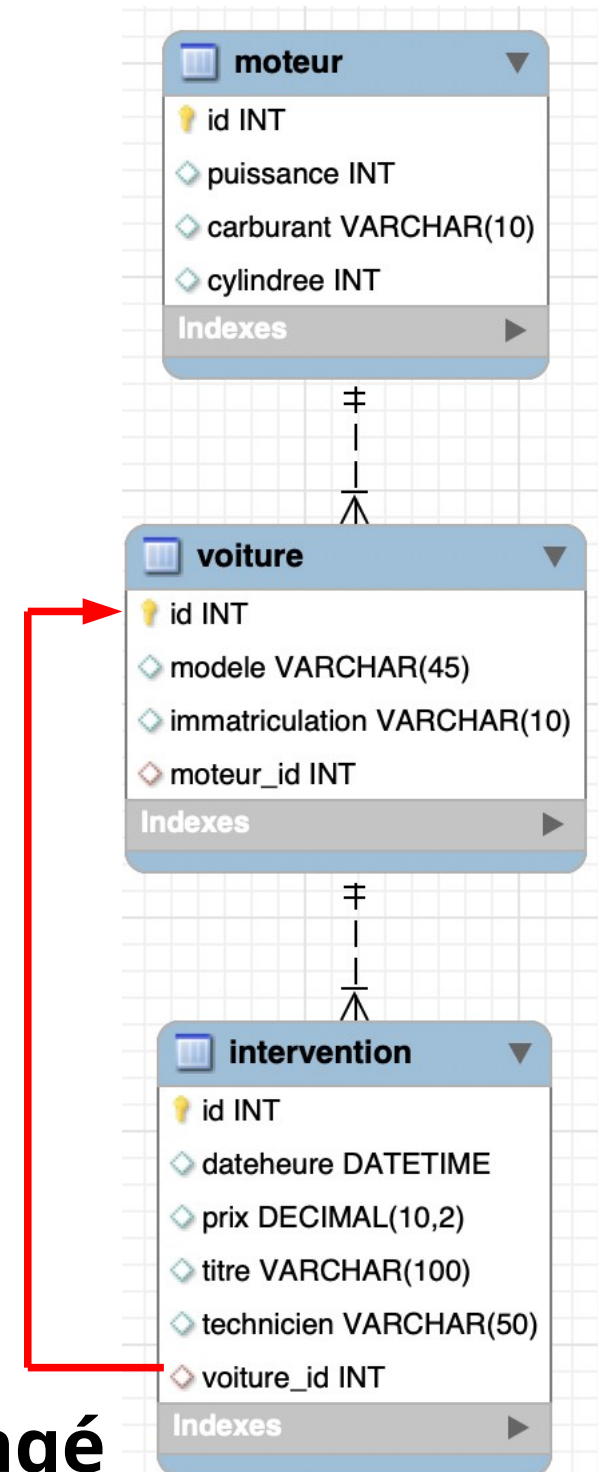 moteur
id INT
puissance INT
carburant VARCHAR(10)
cylindree INT
Indexes
voiture
id INT
modele VARCHAR(45)
immatriculation VARCHAR(10)
moteur_id INT
Indexes
intervention
id INT
dateheure DATETIME
prix DECIMAL(10,2)
titre VARCHAR(100)
technicien VARCHAR(50)
voiture_id INT
Indexes